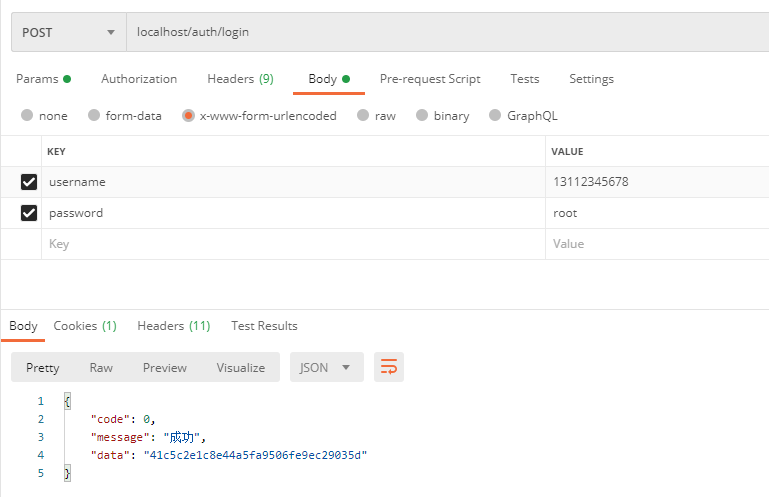 POST localhost/auth/login
Params Authorization Headers (9) Body Pre-request Script Tests Settings
none form-data x-www-form-urlencoded raw binary GraphQL
KEY VALUE
username 13112345678
password root
Key Value
Body Cookies (1) Headers (11) Test Results
Pretty Raw Preview Visualize JSON
1 {
2 "code": 0,
3 "message": "成功",
4 "data": "41c5c2e1c8e44a5fa9506fe9ec29035d"
5 }